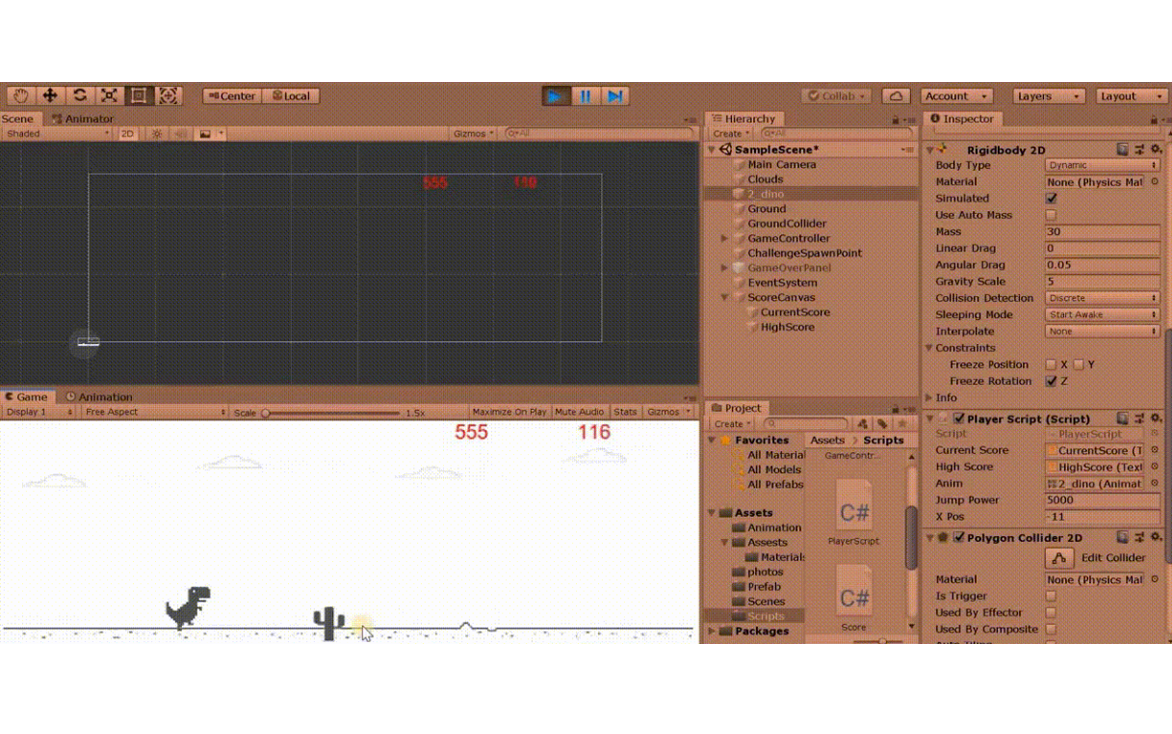 Center Local
Collab Account Layers Layout
Scene Animator
Shaded 2D Gizmos All
555 116
Game Animation
Display 1 Free Aspect Scale 1.5x Maximize On Play Mute Audio Stats Gizmos
555 116
Hierarchy
Create All
SampleScene*
Main Camera
Clouds
2_dino
Ground
GroundCollider
GameController
ChallengeSpawnPoint
GameOverPanel
EventSystem
ScoreCanvas
CurrentScore
HighScore
Project
Create
Favorites
All Material
All Models
All Prefabs
Assets
Animation
Assests
Materials
photos
Prefab
Scenes
Scripts
Packages
Assets > Scripts
GameContr...
C#
PlayerScript
C#
Score
Inspector
Rigidbody 2D
Body Type Dynamic
Material None (Physics Mat
Simulated
Use Auto Mass
Mass 30
Linear Drag 0
Angular Drag 0.05
Gravity Scale 5
Collision Detection Discrete
Sleeping Mode Start Awake
Interpolate None
Constraints
Freeze Position X Y
Freeze Rotation Z
Info
Player Script (Script)
Script PlayerScript
Current Score CurrentScore (T
High Score HighScore (Text
Anim 2_dino (Animat
Jump Power 5000
X Pos -11
Polygon Collider 2D
Edit Collider
Material None (Physics Mat
Is Trigger
Used By Effector
Used By Composite
Auto Tiling